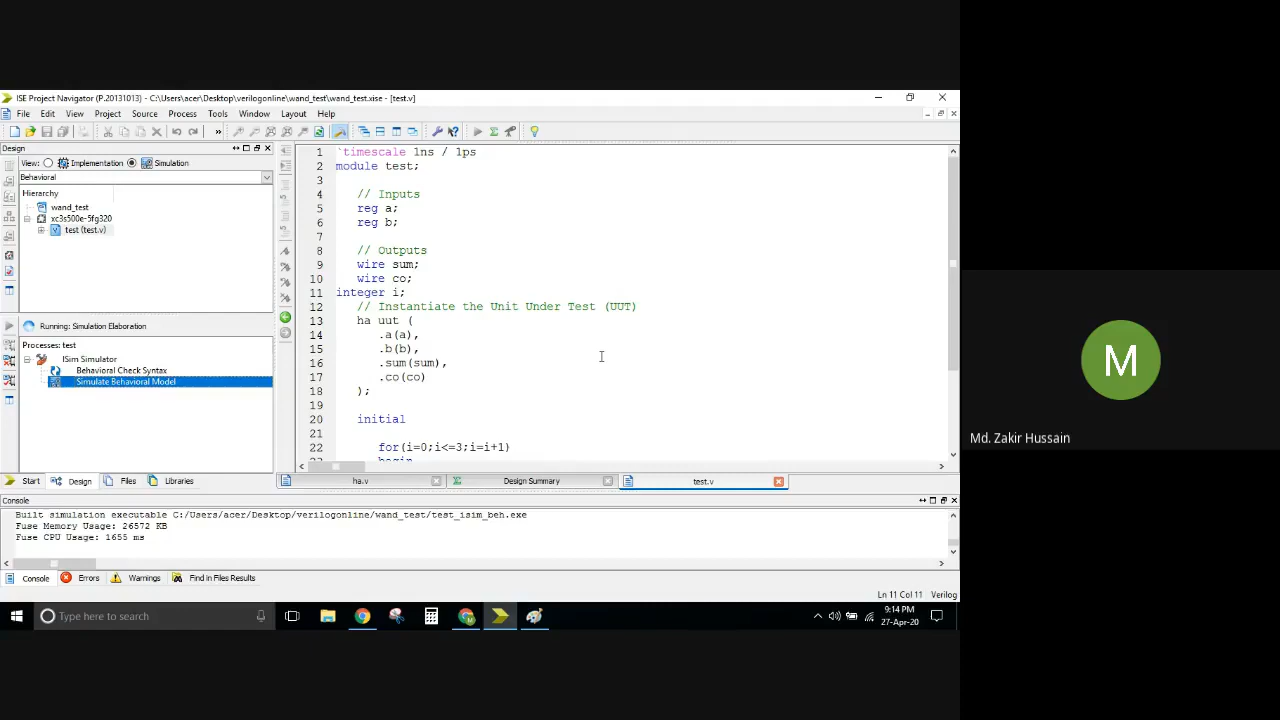 ISE Project Navigator (P.20131013) - C:\Users\acer\Desktop\verilogonline\wand_test\wand_test.xise - [test.v]
File Edit View Project Source Process Tools Window Layout Help
Design
View: Implementation Simulation
Behavioral
Hierarchy
wand_test
xc3s500e-5fg320
test (test.v)
Running: Simulation Elaboration
Processes: test
ISim Simulator
Behavioral Check Syntax
Simulate Behavioral Model
Start Design Files Libraries
1 `timescale 1ns / 1ps
2 module test;
3
4 // Inputs
5 reg a;
6 reg b;
7
8 // Outputs
9 wire sum;
10 wire co;
11 integer i;
12 // Instantiate the Unit Under Test (UUT)
13 ha uut (
14 .a(a),
15 .b(b),
16 .sum(sum),
17 .co(co)
18 );
19
20 initial
21
22 for(i=0;i<=3;i=i+1)
23 begin
ha.v Design Summary test.v
Console
Built simulation executable C:/Users/acer/Desktop/verilogonline/wand_test/test_isim_beh.exe
Fuse Memory Usage: 26572 KB
Fuse CPU Usage: 1655 ms
Console Errors Warnings Find in Files Results
Ln 11 Col 11 Verilog
Type here to search
9:14 PM
27-Apr-20
M
Md. Zakir Hussain